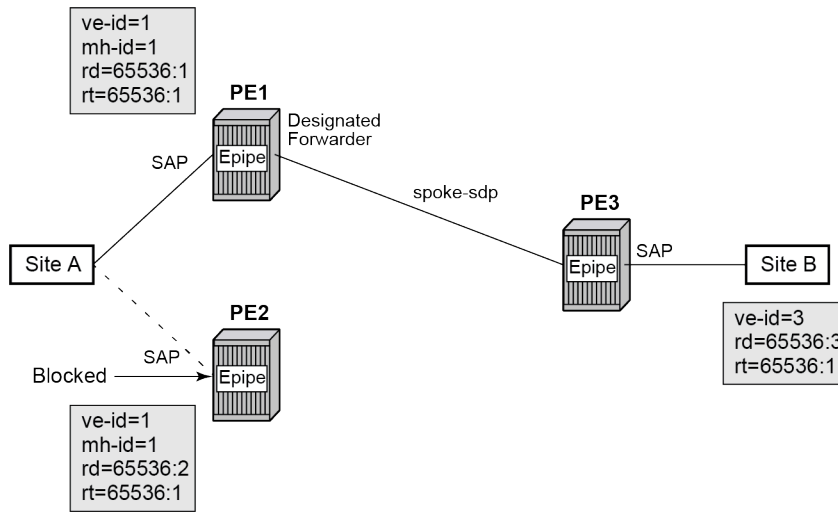 ve-id=1
mh-id=1
rd=65536:1
rt=65536:1
PE1
Designated
Forwarder
Epipe
SAP
spoke-sdp
PE3
Site A
Epipe
SAP
Site B
PE2
SAP
Epipe
Blocked
ve-id=3
rd=65536:3
rt=65536:1
ve-id=1
mh-id=1
rd=65536:2
rt=65536:1